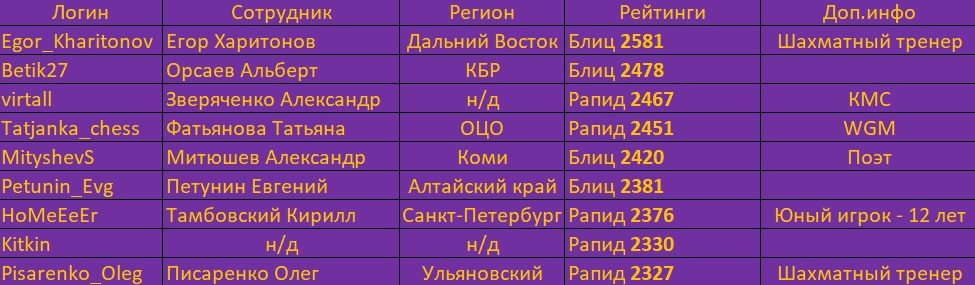 Логин Сотрудник Регион Рейтинги Доп.инфо
Egor_Kharitonov Егор Харитонов Дальний Восток Блиц 2581 Шахматный тренер
Betik27 Орсаев Альберт КБР Блиц 2478
virtall Зверяченко Александр н/д Рапид 2467 КМС
Tatjanka_chess Фатьянова Татьяна ОЦО Рапид 2451 WGM
MityshevS Митюшев Александр Коми Блиц 2420 Поэт
Petunin_Evg Петунин Евгений Алтайский край Блиц 2381
HoMeEeEr Тамбовский Кирилл Санкт-Петербург Рапид 2376 Юный игрок - 12 лет
Kitkin н/д н/д Рапид 2330
Pisarenko_Oleg Писаренко Олег Ульяновский Рапид 2327 Шахматный тренер